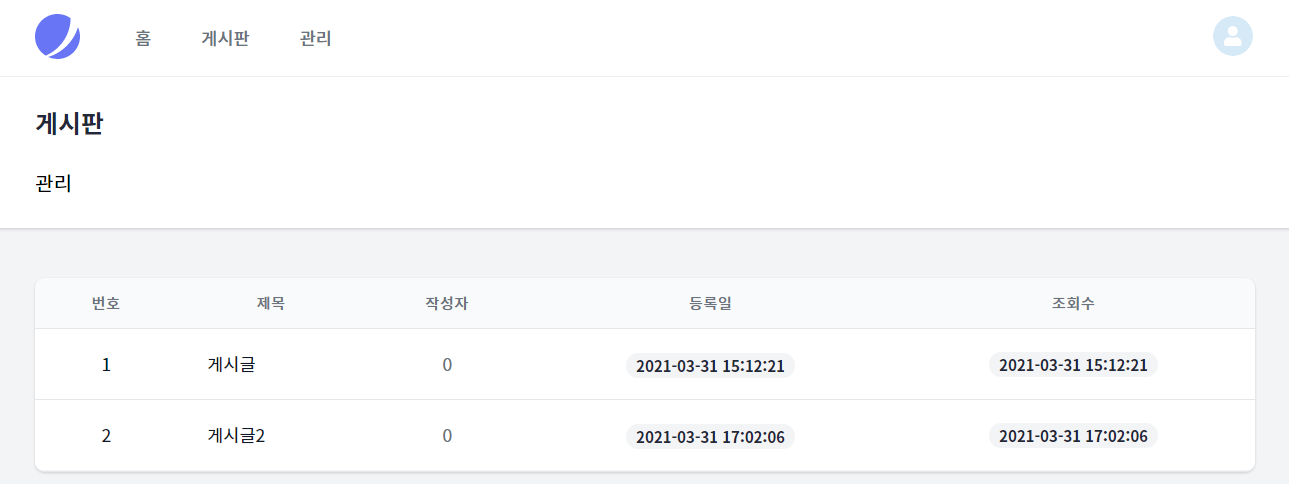 홈 게시판 관리
게시판
관리
번호 제목 작성자 등록일 조회수
1 게시글 0 2021-03-31 15:12:21 2021-03-31 15:12:21
2 게시글2 0 2021-03-31 17:02:06 2021-03-31 17:02:06